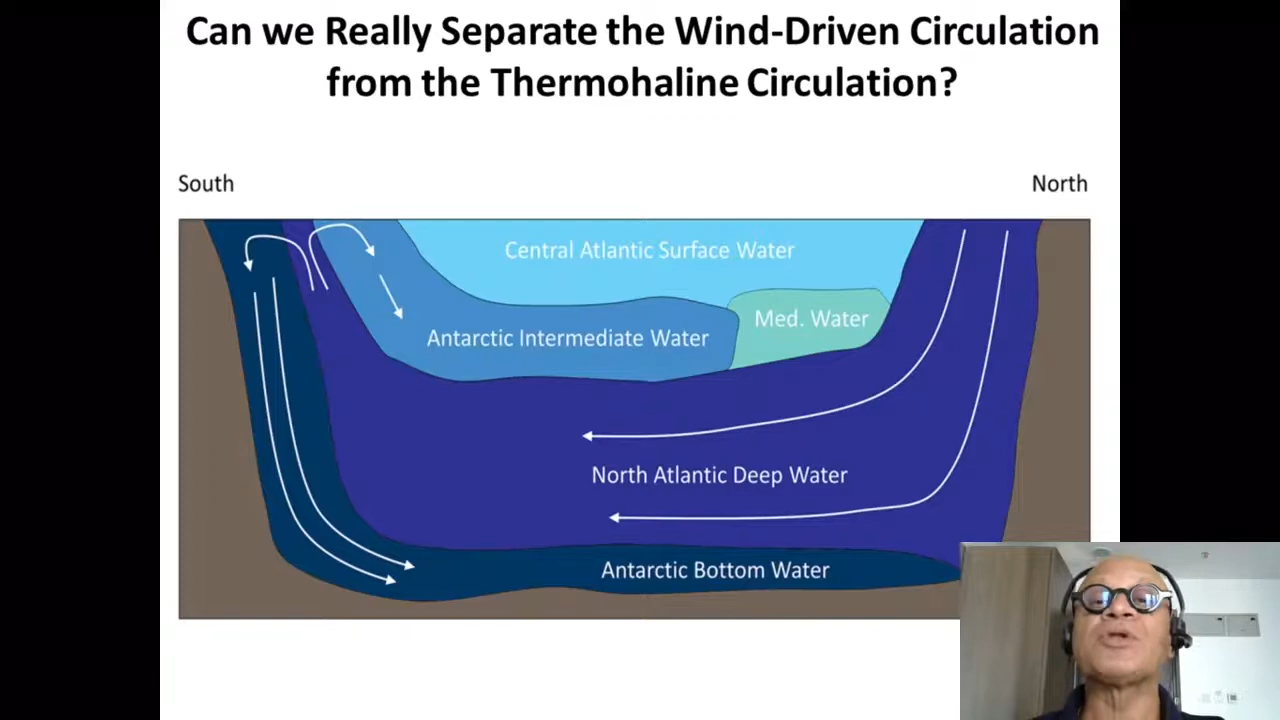 Can we Really Separate the Wind-Driven Circulation
from the Thermohaline Circulation?
South
North
Central Atlantic Surface Water
Med. Water
Antarctic Intermediate Water
North Atlantic Deep Water
Antarctic Bottom Water